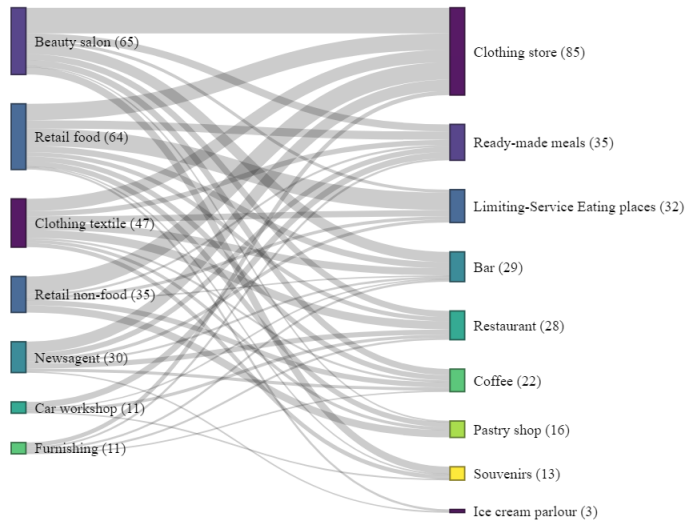 Beauty salon (65)
Retail food (64)
Clothing textile (47)
Retail non-food (35)
Newsagent (30)
Car workshop (11)
Furnishing (11)
Clothing store (85)
Ready-made meals (35)
Limiting-Service Eating places (32)
Bar (29)
Restaurant (28)
Coffee (22)
Pastry shop (16)
Souvenirs (13)
Ice cream parlour (3)